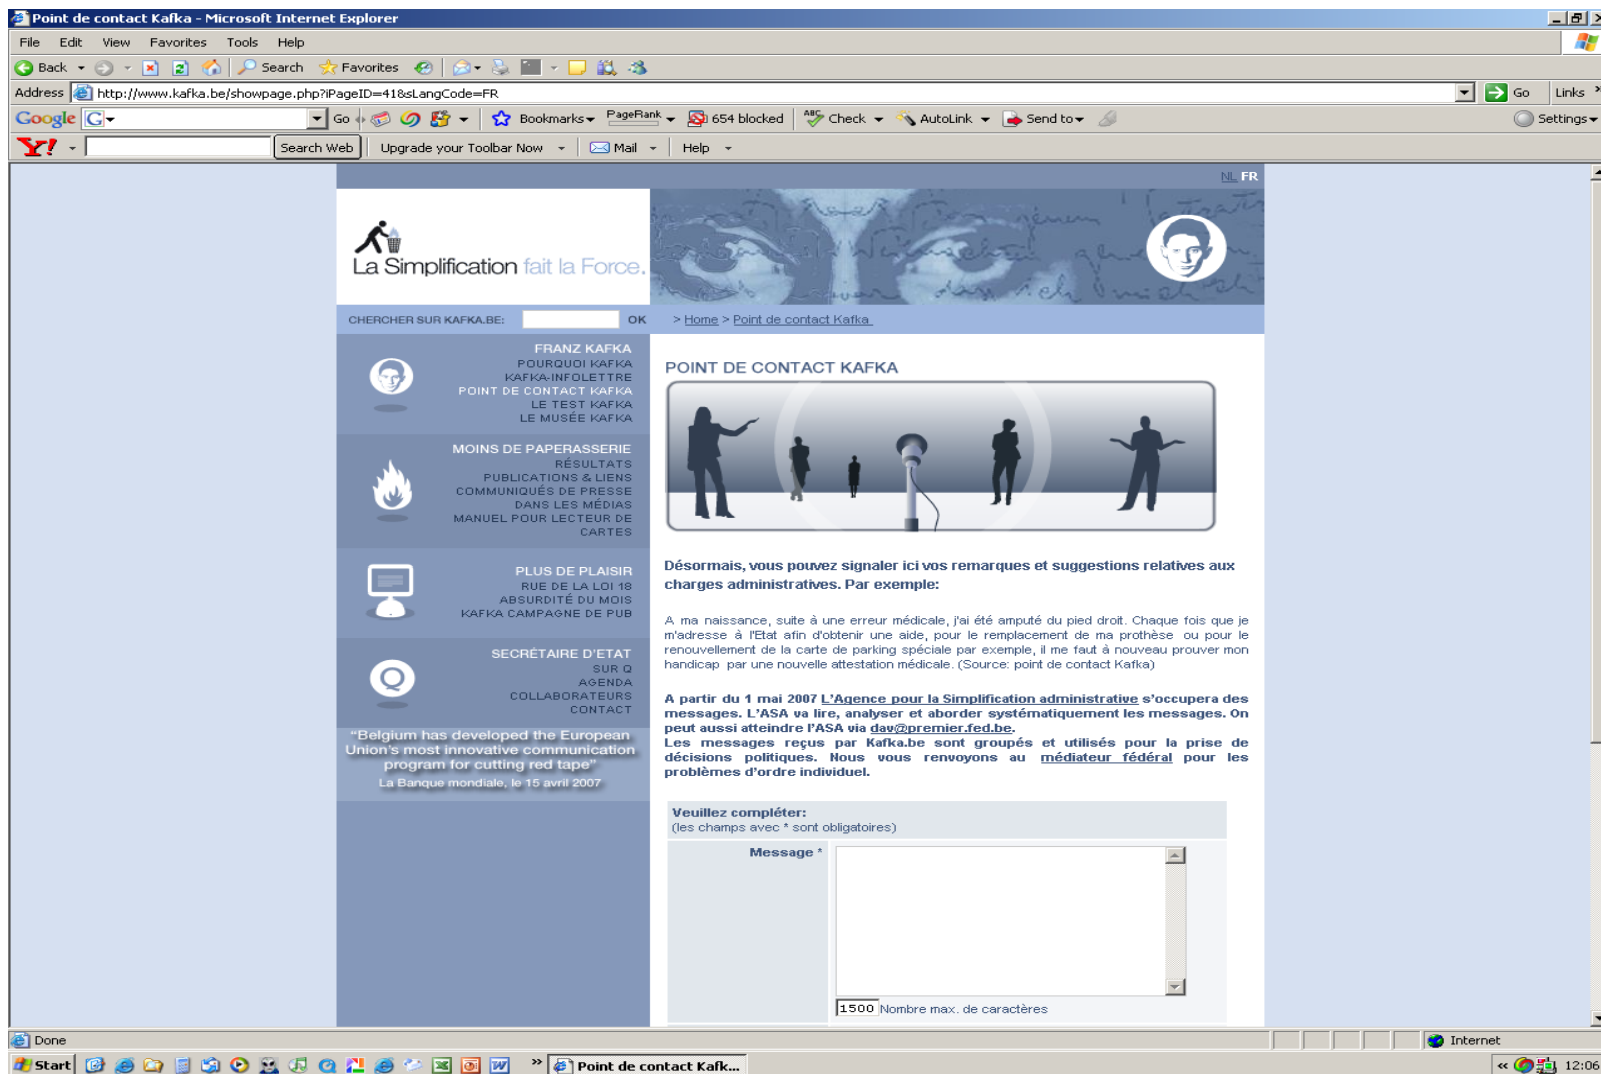 Point de contact Kafka - Microsoft Internet Explorer
File Edit View Favorites Tools Help
Back Search Favorites
Address http://www.kafka.be/showpage.php?iPageID=41&sLangCode=FR Go Links
Google G Go Bookmarks PageRank 654 blocked ABC Check AutoLink Send to Settings
Y! Search Web Upgrade your Toolbar Now Mail Help
NL FR
La Simplification fait la Force.
CHERCHER SUR KAFKA.BE: OK > Home > Point de contact Kafka
FRANZ KAFKA
POURQUOI KAFKA
KAFKA-INFOLETTRE
POINT DE CONTACT KAFKA
LE TEST KAFKA
LE MUSÉE KAFKA
MOINS DE PAPERASSERIE
RÉSULTATS
PUBLICATIONS & LIENS
COMMUNIQUÉS DE PRESSE
DANS LES MÉDIAS
MANUEL POUR LECTEUR DE
CARTES
PLUS DE PLAISIR
RUE DE LA LOI 18
ABSURDITÉ DU MOIS
KAFKA CAMPAGNE DE PUB
SECRÉTAIRE D'ETAT
SUR Q
AGENDA
COLLABORATEURS
CONTACT
Q
"Belgium has developed the European
Union's most innovative communication
program for cutting red tape"
La Banque mondiale, le 15 avril 2007
POINT DE CONTACT KAFKA
Désormais, vous pouvez signaler ici vos remarques et suggestions relatives aux
charges administratives. Par exemple:
A ma naissance, suite à une erreur médicale, j'ai été amputé du pied droit. Chaque fois que je
m'adresse à l'Etat afin d'obtenir une aide, pour le remplacement de ma prothèse ou pour le
renouvellement de la carte de parking spéciale par exemple, il me faut à nouveau prouver mon
handicap par une nouvelle attestation médicale. (Source: point de contact Kafka)
A partir du 1 mai 2007 L'Agence pour la Simplification administrative s'occupera des
messages. L'ASA va lire, analyser et aborder systématiquement les messages. On
peut aussi atteindre l'ASA via dav@premier.fed.be.
Les messages reçus par Kafka.be sont groupés et utilisés pour la prise de
décisions politiques. Nous vous renvoyons au médiateur fédéral pour les
problèmes d'ordre individuel.
Veuillez compléter:
(les champs avec * sont obligatoires)
Message *
1500 Nombre max. de caractères
Done Internet
Start Point de contact Kafk... 12:06